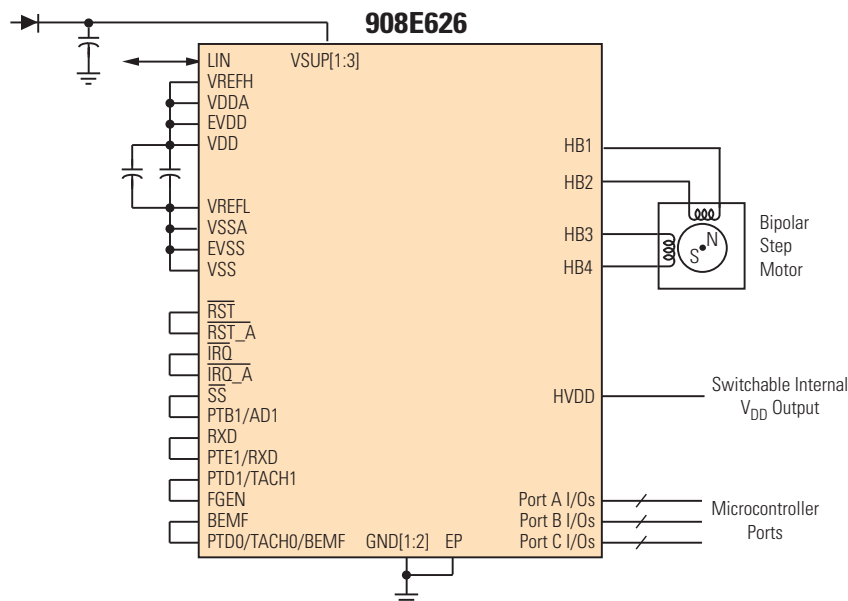 908E626
LIN
VSUP[1:3]
VREFH
VDDA
EVDD
VDD
VREFL
VSSA
EVSS
VSS
RST
RST_A
IRQ
IRQ_A
SS
PTB1/AD1
RXD
PTE1/RXD
PTD1/TACH1
FGEN
BEMF
PTD0/TACH0/BEMF
GND[1:2]
EP
HB1
HB2
HB3
HB4
N
S
Bipolar
Step
Motor
HVDD
Switchable Internal
VDD Output
Port A I/Os
Port B I/Os
Port C I/Os
Microcontroller
Ports